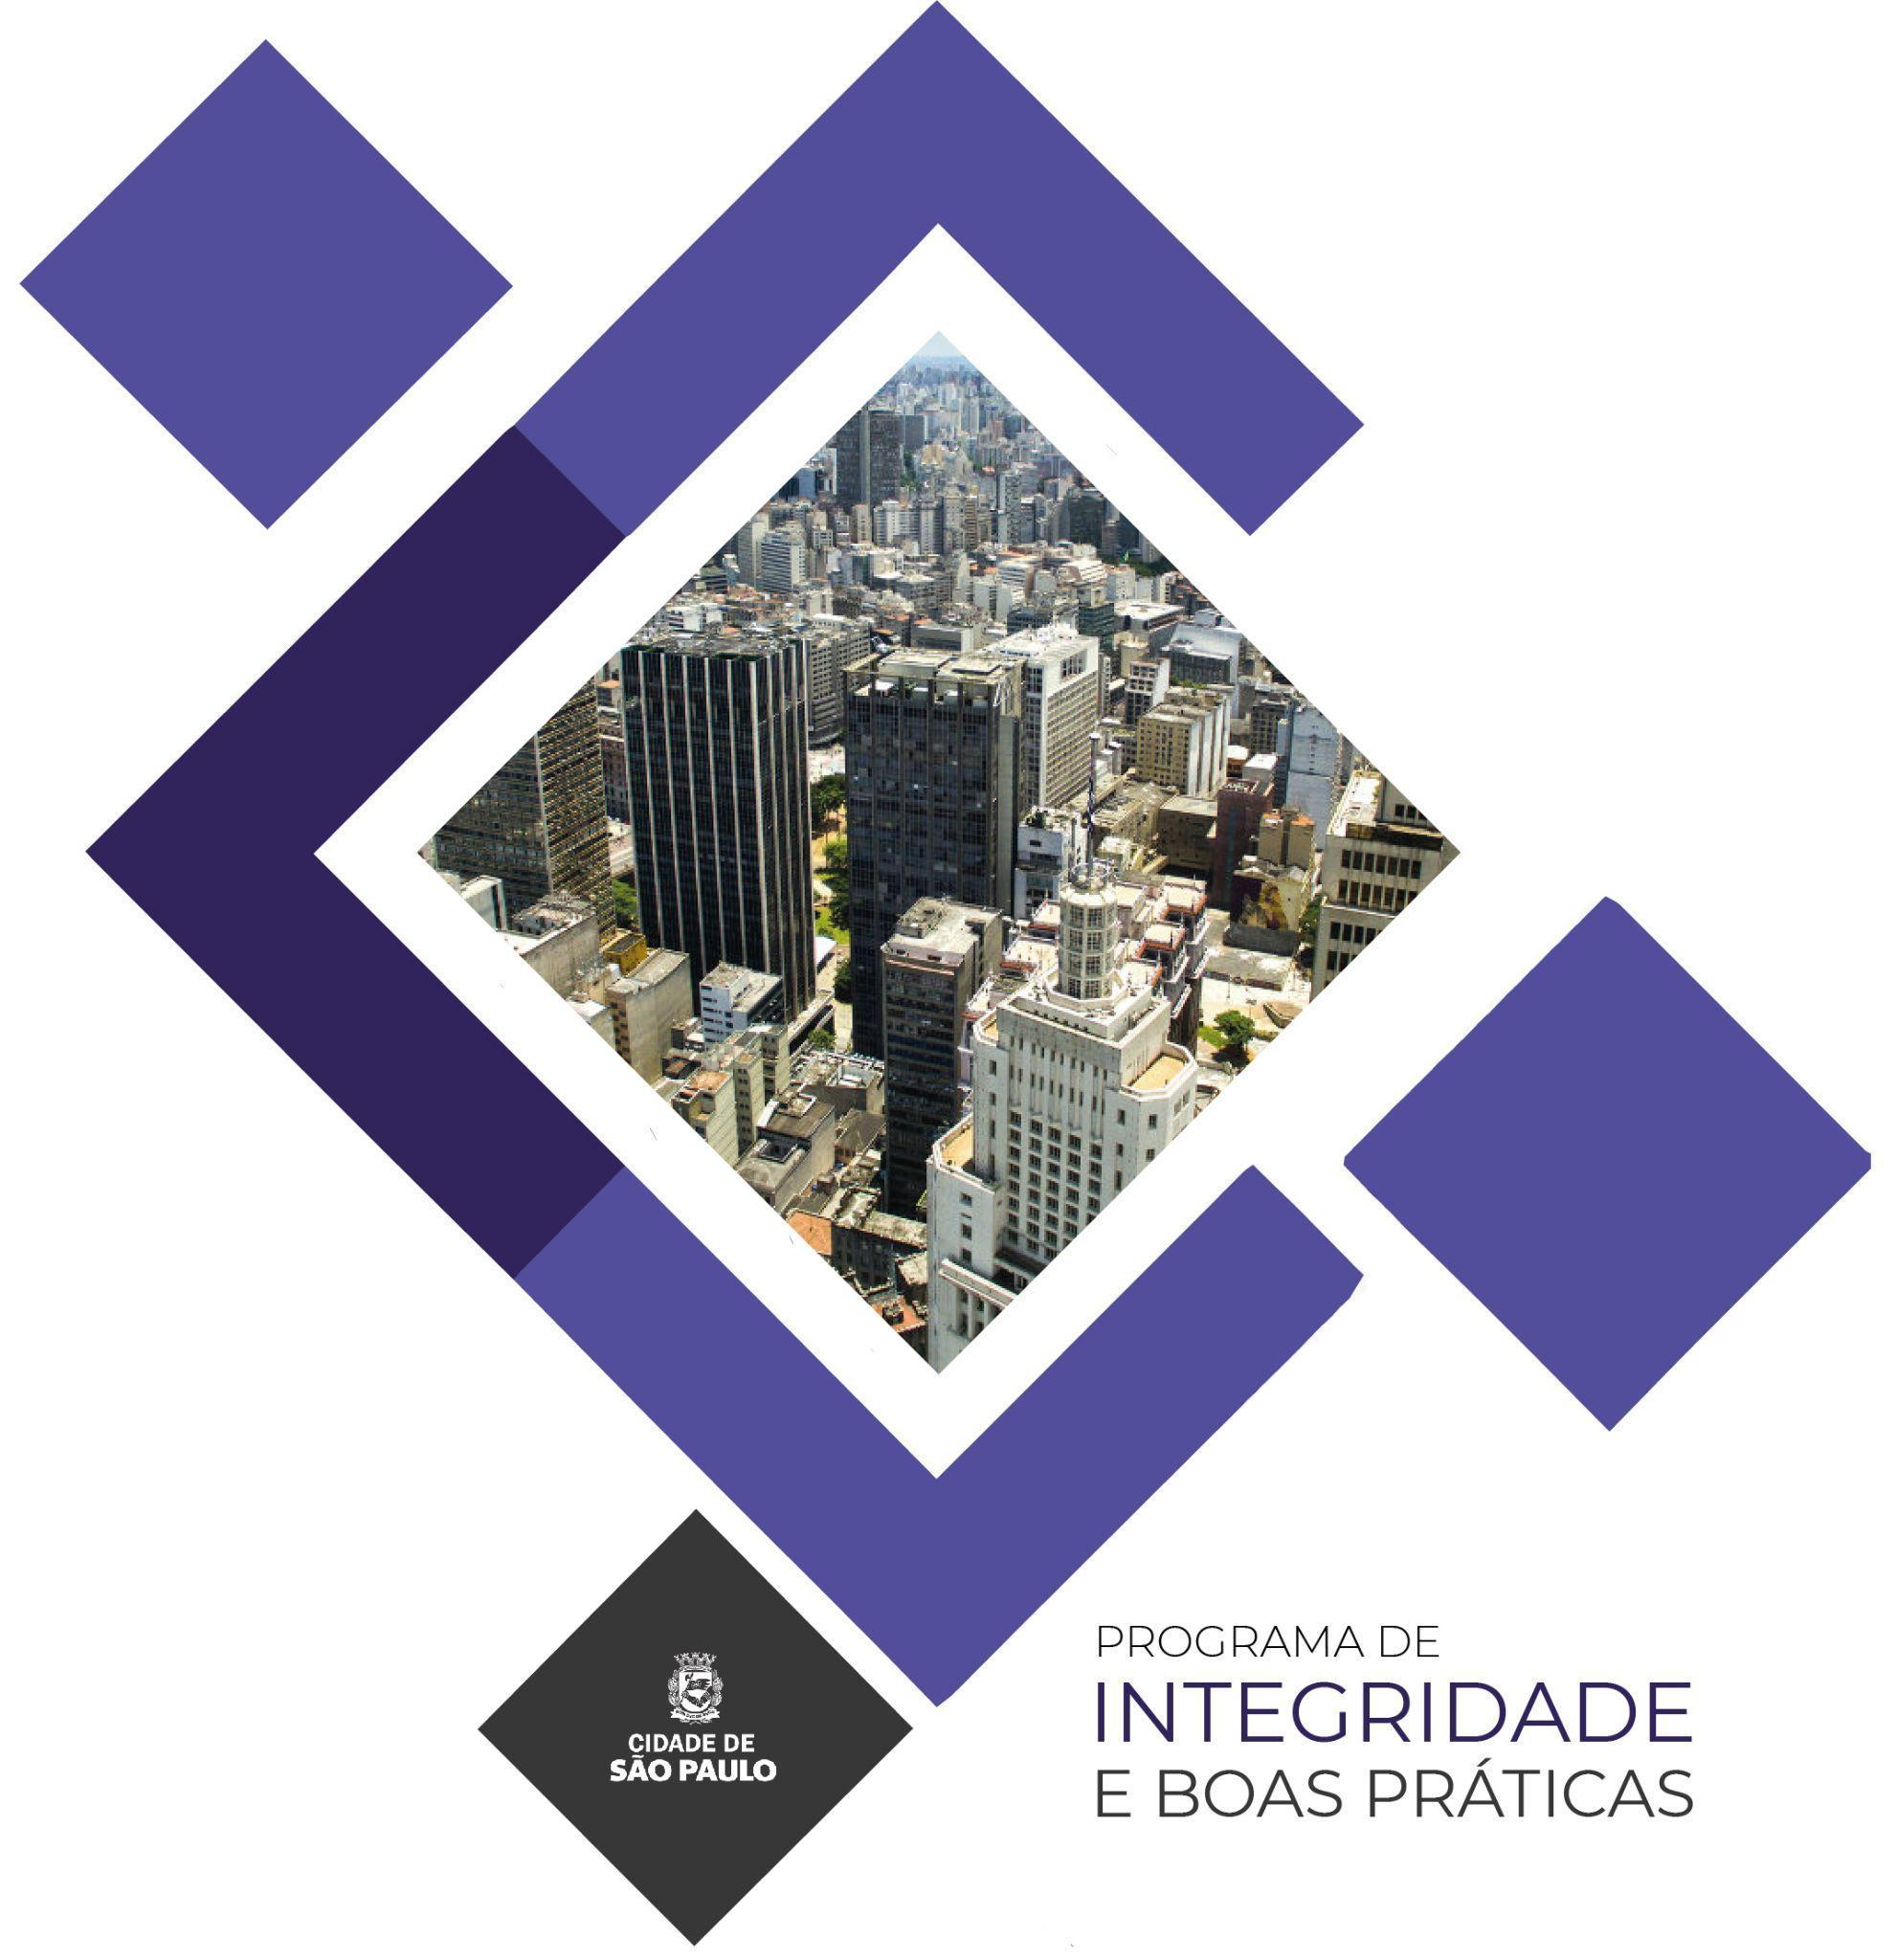 CIDADE DE
SÃO PAULO
PROGRAMA DE
INTEGRIDADE
E BOAS PRÁTICAS